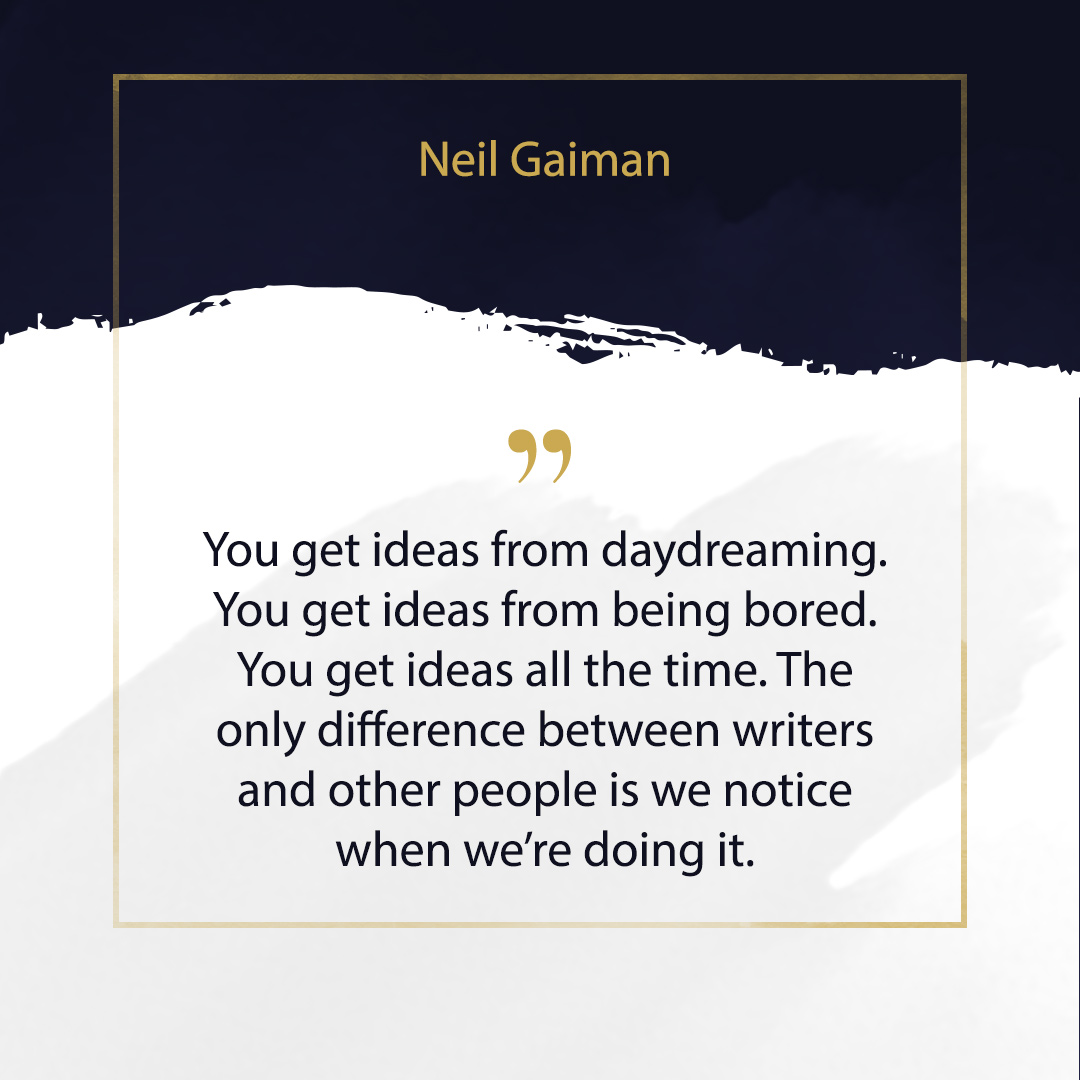 Neil Gaiman
”
You get ideas from daydreaming.
You get ideas from being bored.
You get ideas all the time. The
only difference between writers
and other people is we notice
when we’re doing it.